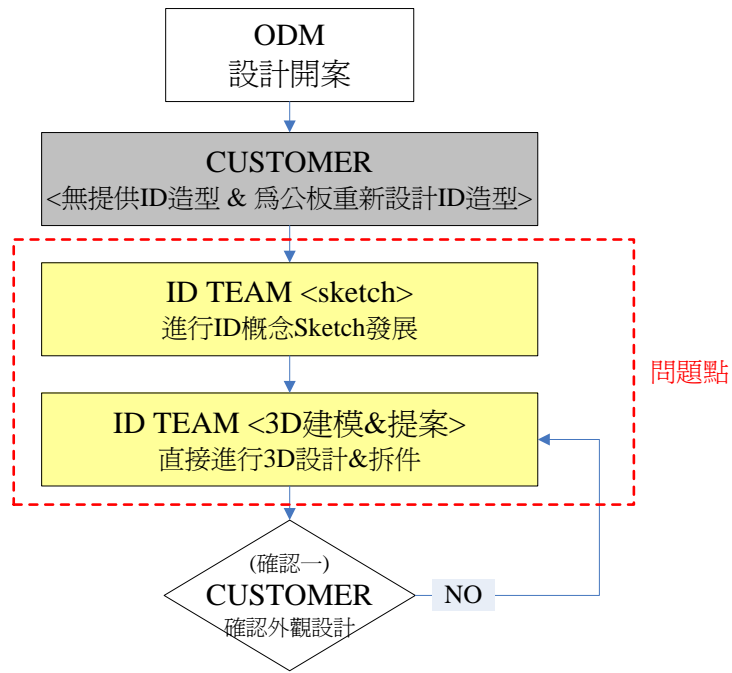 ODM
設計開案
CUSTOMER
<無提供ID造型 & 爲公板重新設計ID造型>
ID TEAM <sketch>
進行ID概念Sketch發展
問題點
ID TEAM <3D建模&提案>
直接進行3D設計&拆件
(確認一)
CUSTOMER
確認外觀設計
NO